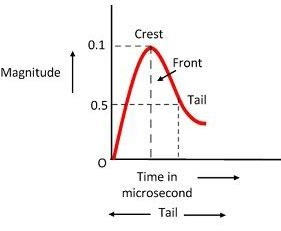 Crest
0.1
Front
Magnitude
0.5
Tail
O
Time in
microsecond
Tail